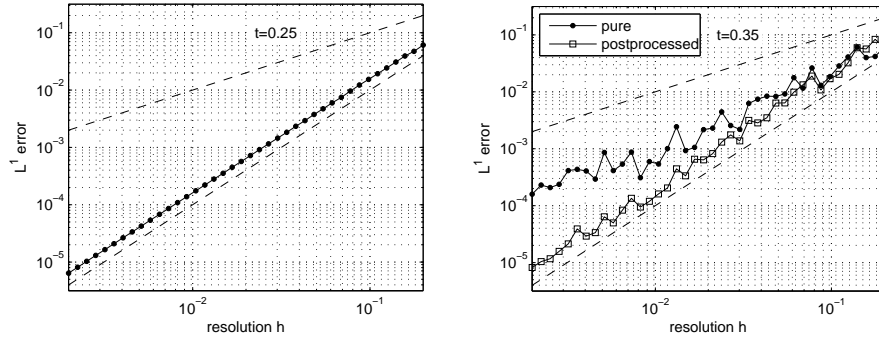 t=0.25
10^-1
10^-2
10^-3
10^-4
10^-5
L^1 error
10^-2
10^-1
resolution h
pure
postprocessed
t=0.35
10^-1
10^-2
10^-3
10^-4
10^-5
L^1 error
10^-2
10^-1
resolution h